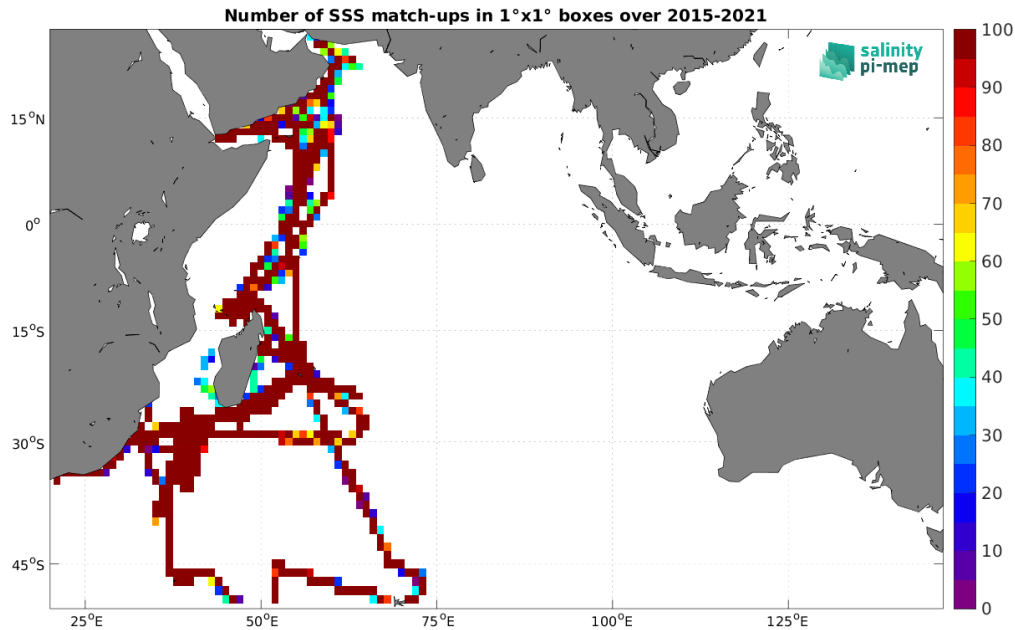 Number of SSS match-ups in 1°x1° boxes over 2015-2021
salinity
pi-mep
15°N
0°
15°S
30°S
45°S
25°E
50°E
75°E
100°E
125°E
100
90
80
70
60
50
40
30
20
10
0